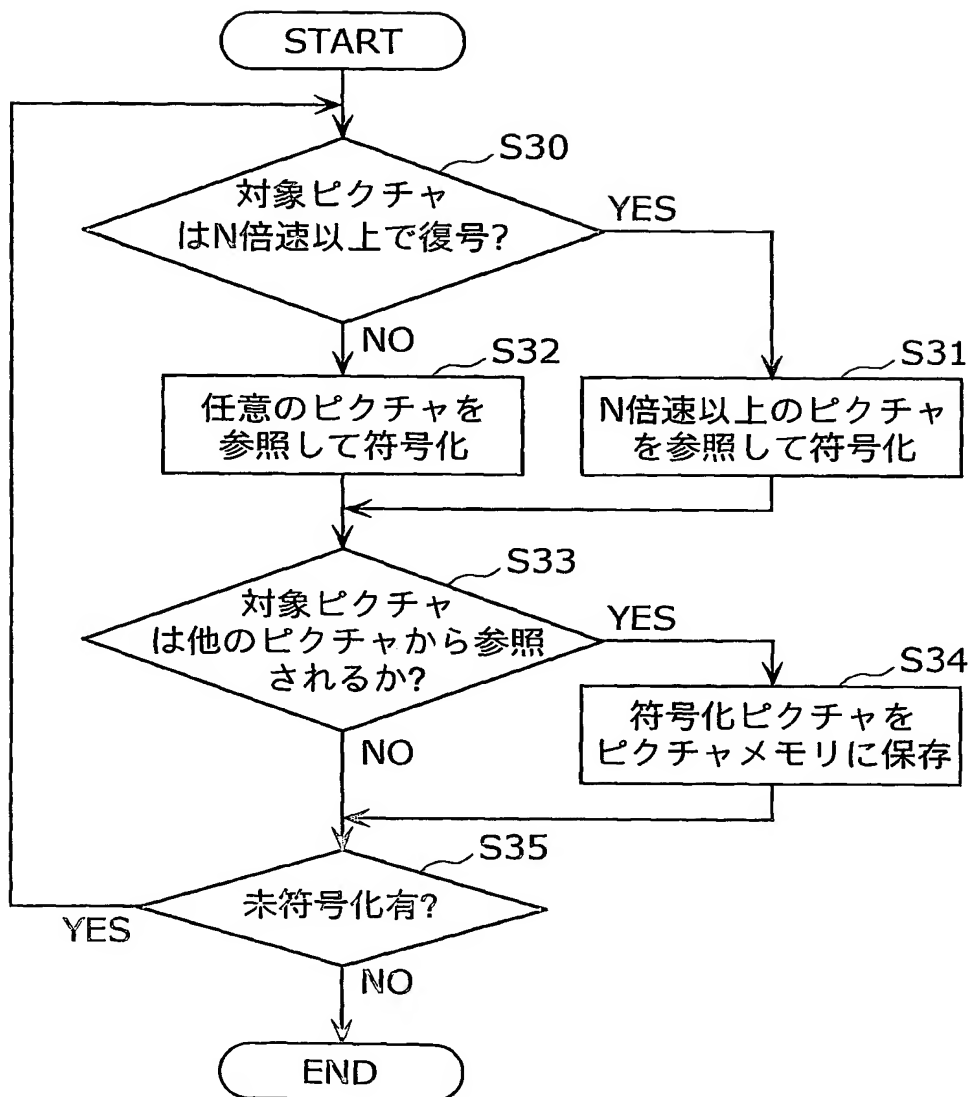 START
S30
対象ピクチャ
はN倍速以上で復号?
YES
NO
S32
任意のピクチャを
参照して符号化
S31
N倍速以上のピクチャ
を参照して符号化
S33
対象ピクチャ
は他のピクチャから参照
されるか?
YES
NO
S34
符号化ピクチャを
ピクチャメモリに保存
S35
未符号化有?
YES
NO
END